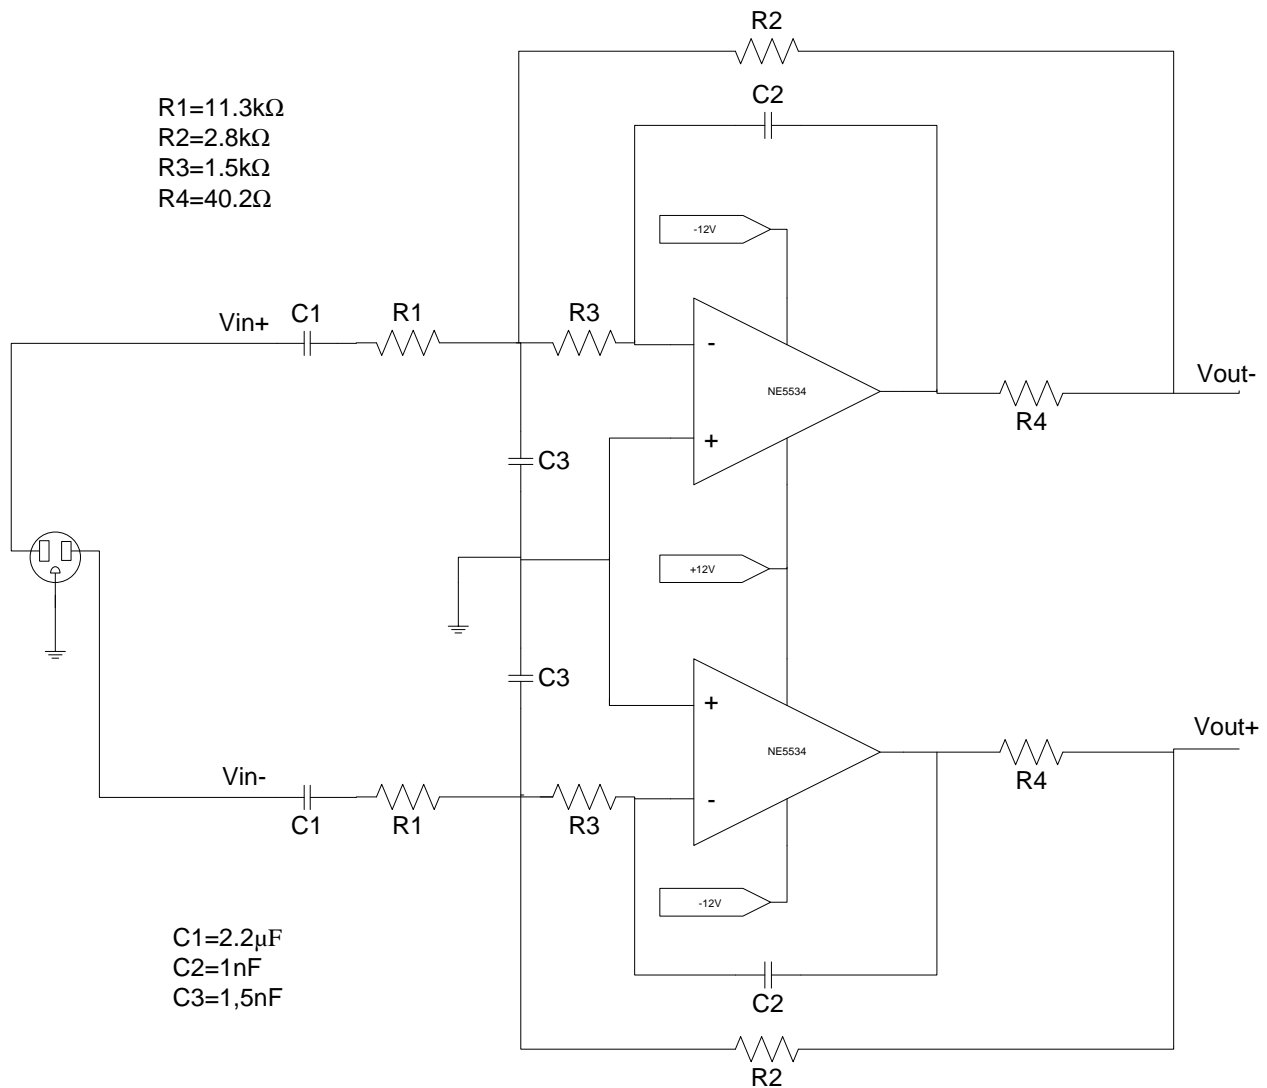 R2
C2
R1=11.3kΩ
R2=2.8kΩ
R3=1.5kΩ
R4=40.2Ω
-12V
C1
R1
R3
Vin+
-
NE5534
Vout-
R4
+
C3
+12V
C3
+
NE5534
Vout+
R4
Vin-
-
C1
R1
R3
-12V
C1=2.2μF
C2=1nF
C3=1,5nF
C2
R2